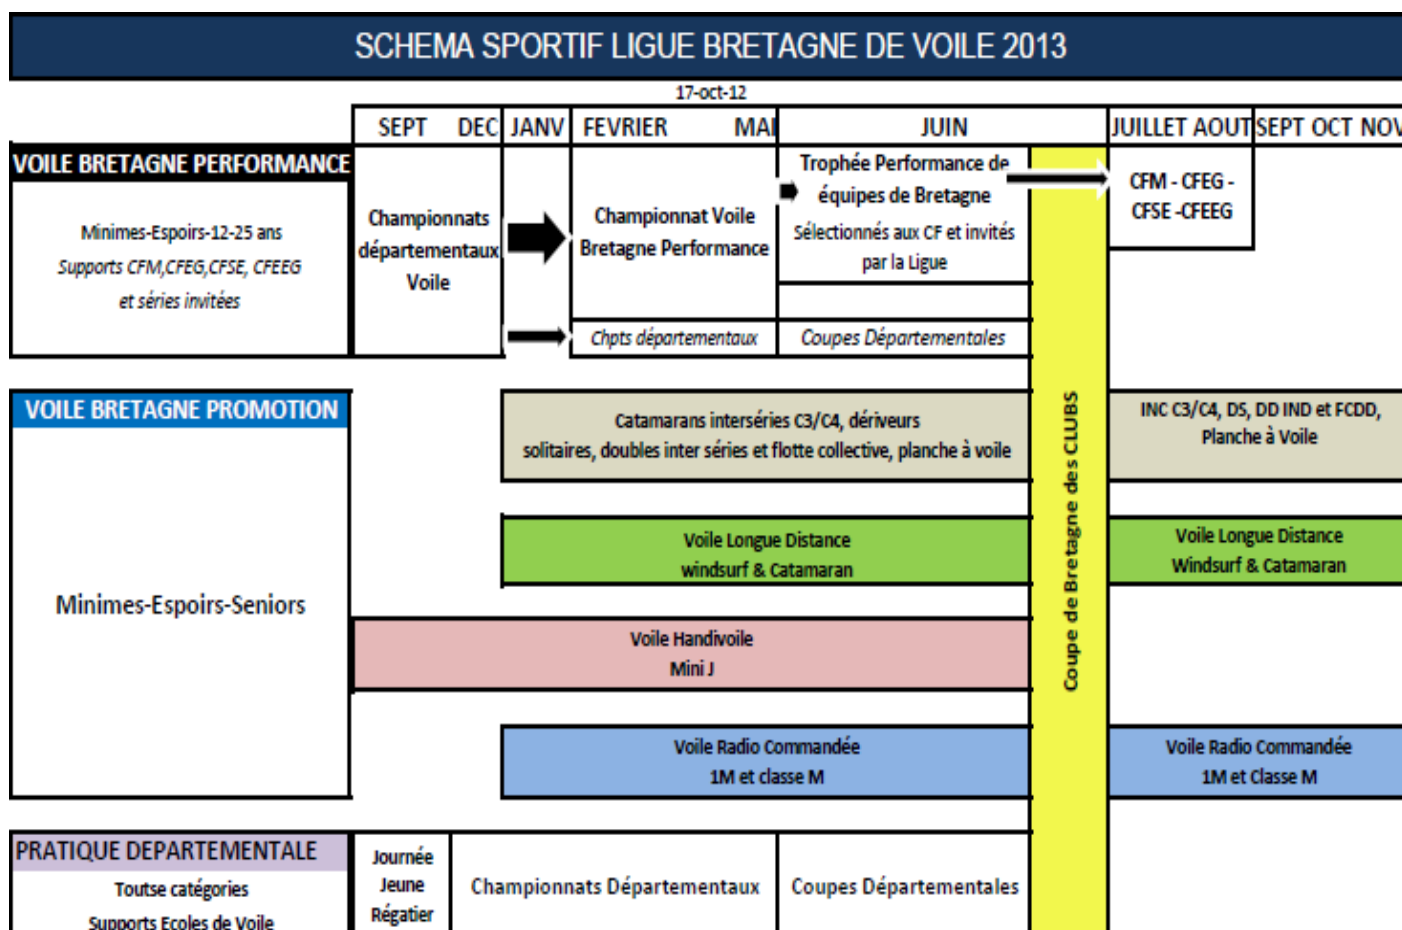 SCHEMA SPORTIF LIGUE BRETAGNE DE VOILE 2013
17-oct-12
SEPT DEC JANV FEVRIER MAI JUIN JUILLET AOUT SEPT OCT NOV
VOILE BRETAGNE PERFORMANCE
Minimes-Espoirs-12-25 ans
Supports CFM,CFEG,CFSE, CFEEG
et séries invitées
Championnats
départementaux
Voile
Championnat Voile
Bretagne Performance
Chpts départementaux
Trophée Performance de
équipes de Bretagne
Sélectionnés aux CF et invités
par la Ligue
Coupes Départementales
CFM - CFEG -
CFSE -CFEEG
Coupe de Bretagne des CLUBS
VOILE BRETAGNE PROMOTION
Minimes-Espoirs-Seniors
Catamarans interséries C3/C4, dériveurs
solitaires, doubles inter séries et flotte collective, planche à voile
INC C3/C4, DS, DD IND et FCDD,
Planche à Voile
Voile Longue Distance
windsurf & Catamaran
Voile Longue Distance
Windsurf & Catamaran
Voile Handivoile
Mini J
Voile Radio Commandée
1M et classe M
Voile Radio Commandée
1M et Classe M
PRATIQUE DEPARTEMENTALE
Toutse catégories
Supports Ecoles de Voile
Journée
Jeune
Régatier
Championnats Départementaux
Coupes Départementales